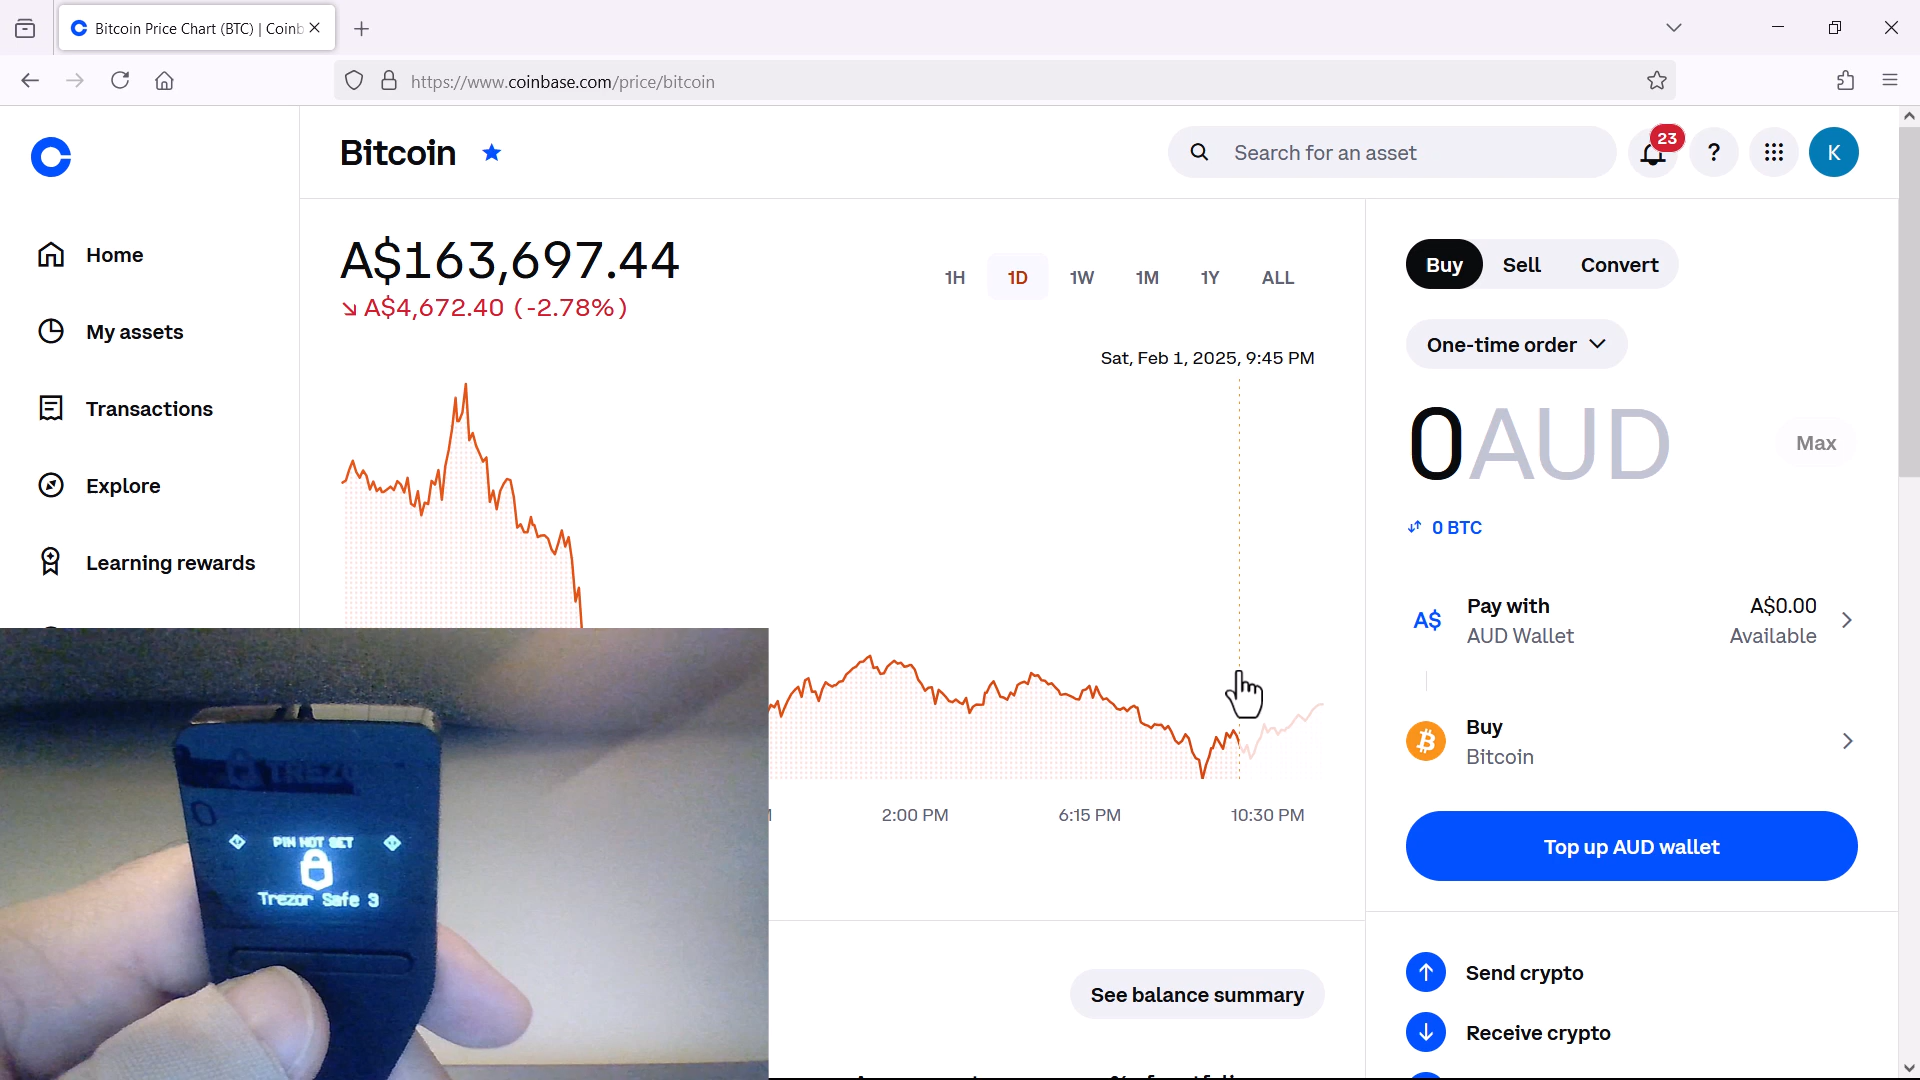 Bitcoin Price Chart (BTC) | Coinb
https://www.coinbase.com/price/bitcoin
Bitcoin
Search for an asset
23
?
K
Home
My assets
Transactions
Explore
Learning rewards
A$163,697.44
A$4,672.40 (-2.78%)
1H
1D
1W
1M
1Y
ALL
Sat, Feb 1, 2025, 9:45 PM
2:00 PM
6:15 PM
10:30 PM
See balance summary
Buy
Sell
Convert
One-time order
0AUD
Max
0 BTC
A$
Pay with
AUD Wallet
A$0.00
Available
Buy
Bitcoin
Top up AUD wallet
Send crypto
Receive crypto
PIN NOT SET
Trezor Safe 3